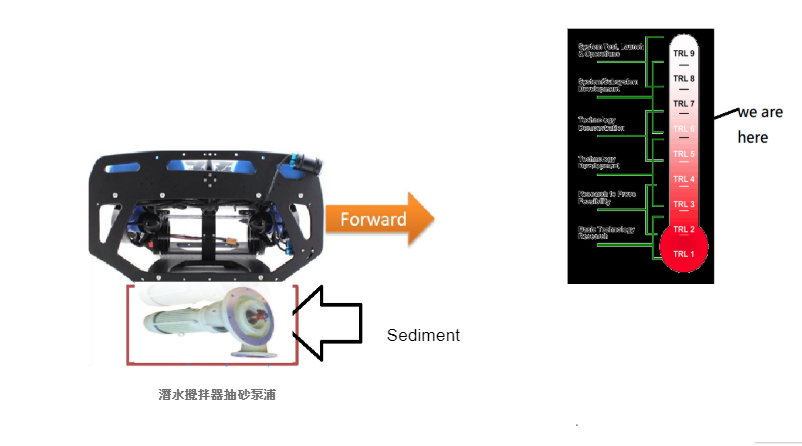 System Test, Launch
& Operations
System/Subsystem
Development
Technology
Demonstration
Technology
Development
Research to Prove
Feasibility
Basic Technology
Research
TRL 9
TRL 8
TRL 7
TRL 6
TRL 5
TRL 4
TRL 3
TRL 2
TRL 1
we are
here
Forward
Sediment
潛水攪拌器抽砂泵浦